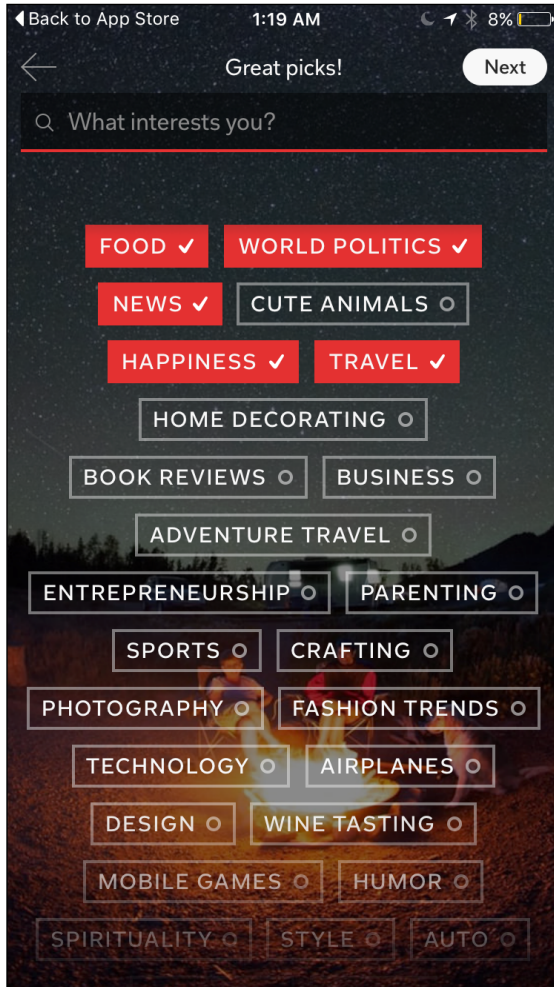 Back to App Store 1:19 AM 8%
Great picks! Next
What interests you?
FOOD WORLD POLITICS
NEWS CUTE ANIMALS
HAPPINESS TRAVEL
HOME DECORATING
BOOK REVIEWS BUSINESS
ADVENTURE TRAVEL
ENTREPRENEURSHIP PARENTING
SPORTS CRAFTING
PHOTOGRAPHY FASHION TRENDS
TECHNOLOGY AIRPLANES
DESIGN WINE TASTING
MOBILE GAMES HUMOR
SPIRITUALITY STYLE AUTO